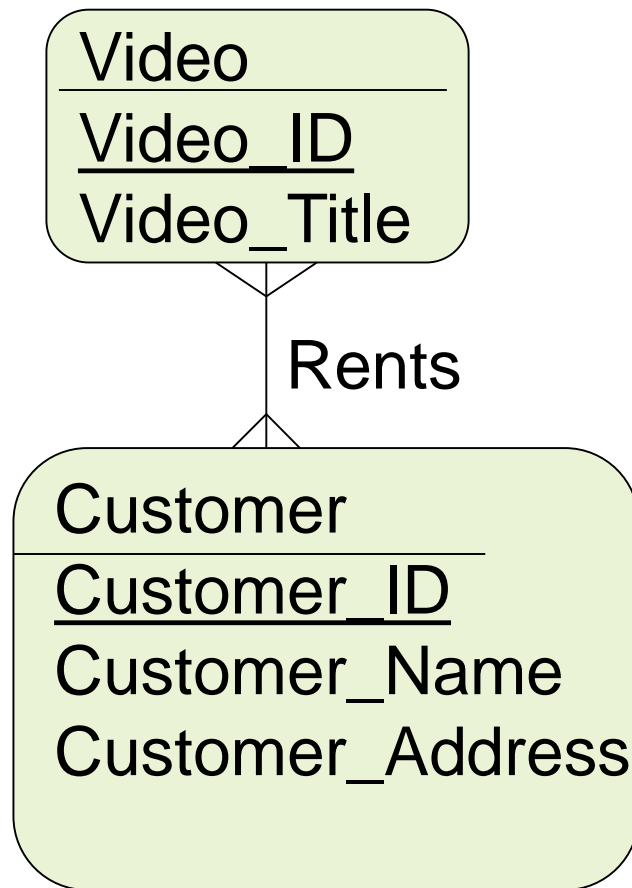 Video
Video_ID
Video_Title
Rents
Customer
Customer_ID
Customer_Name
Customer_Address